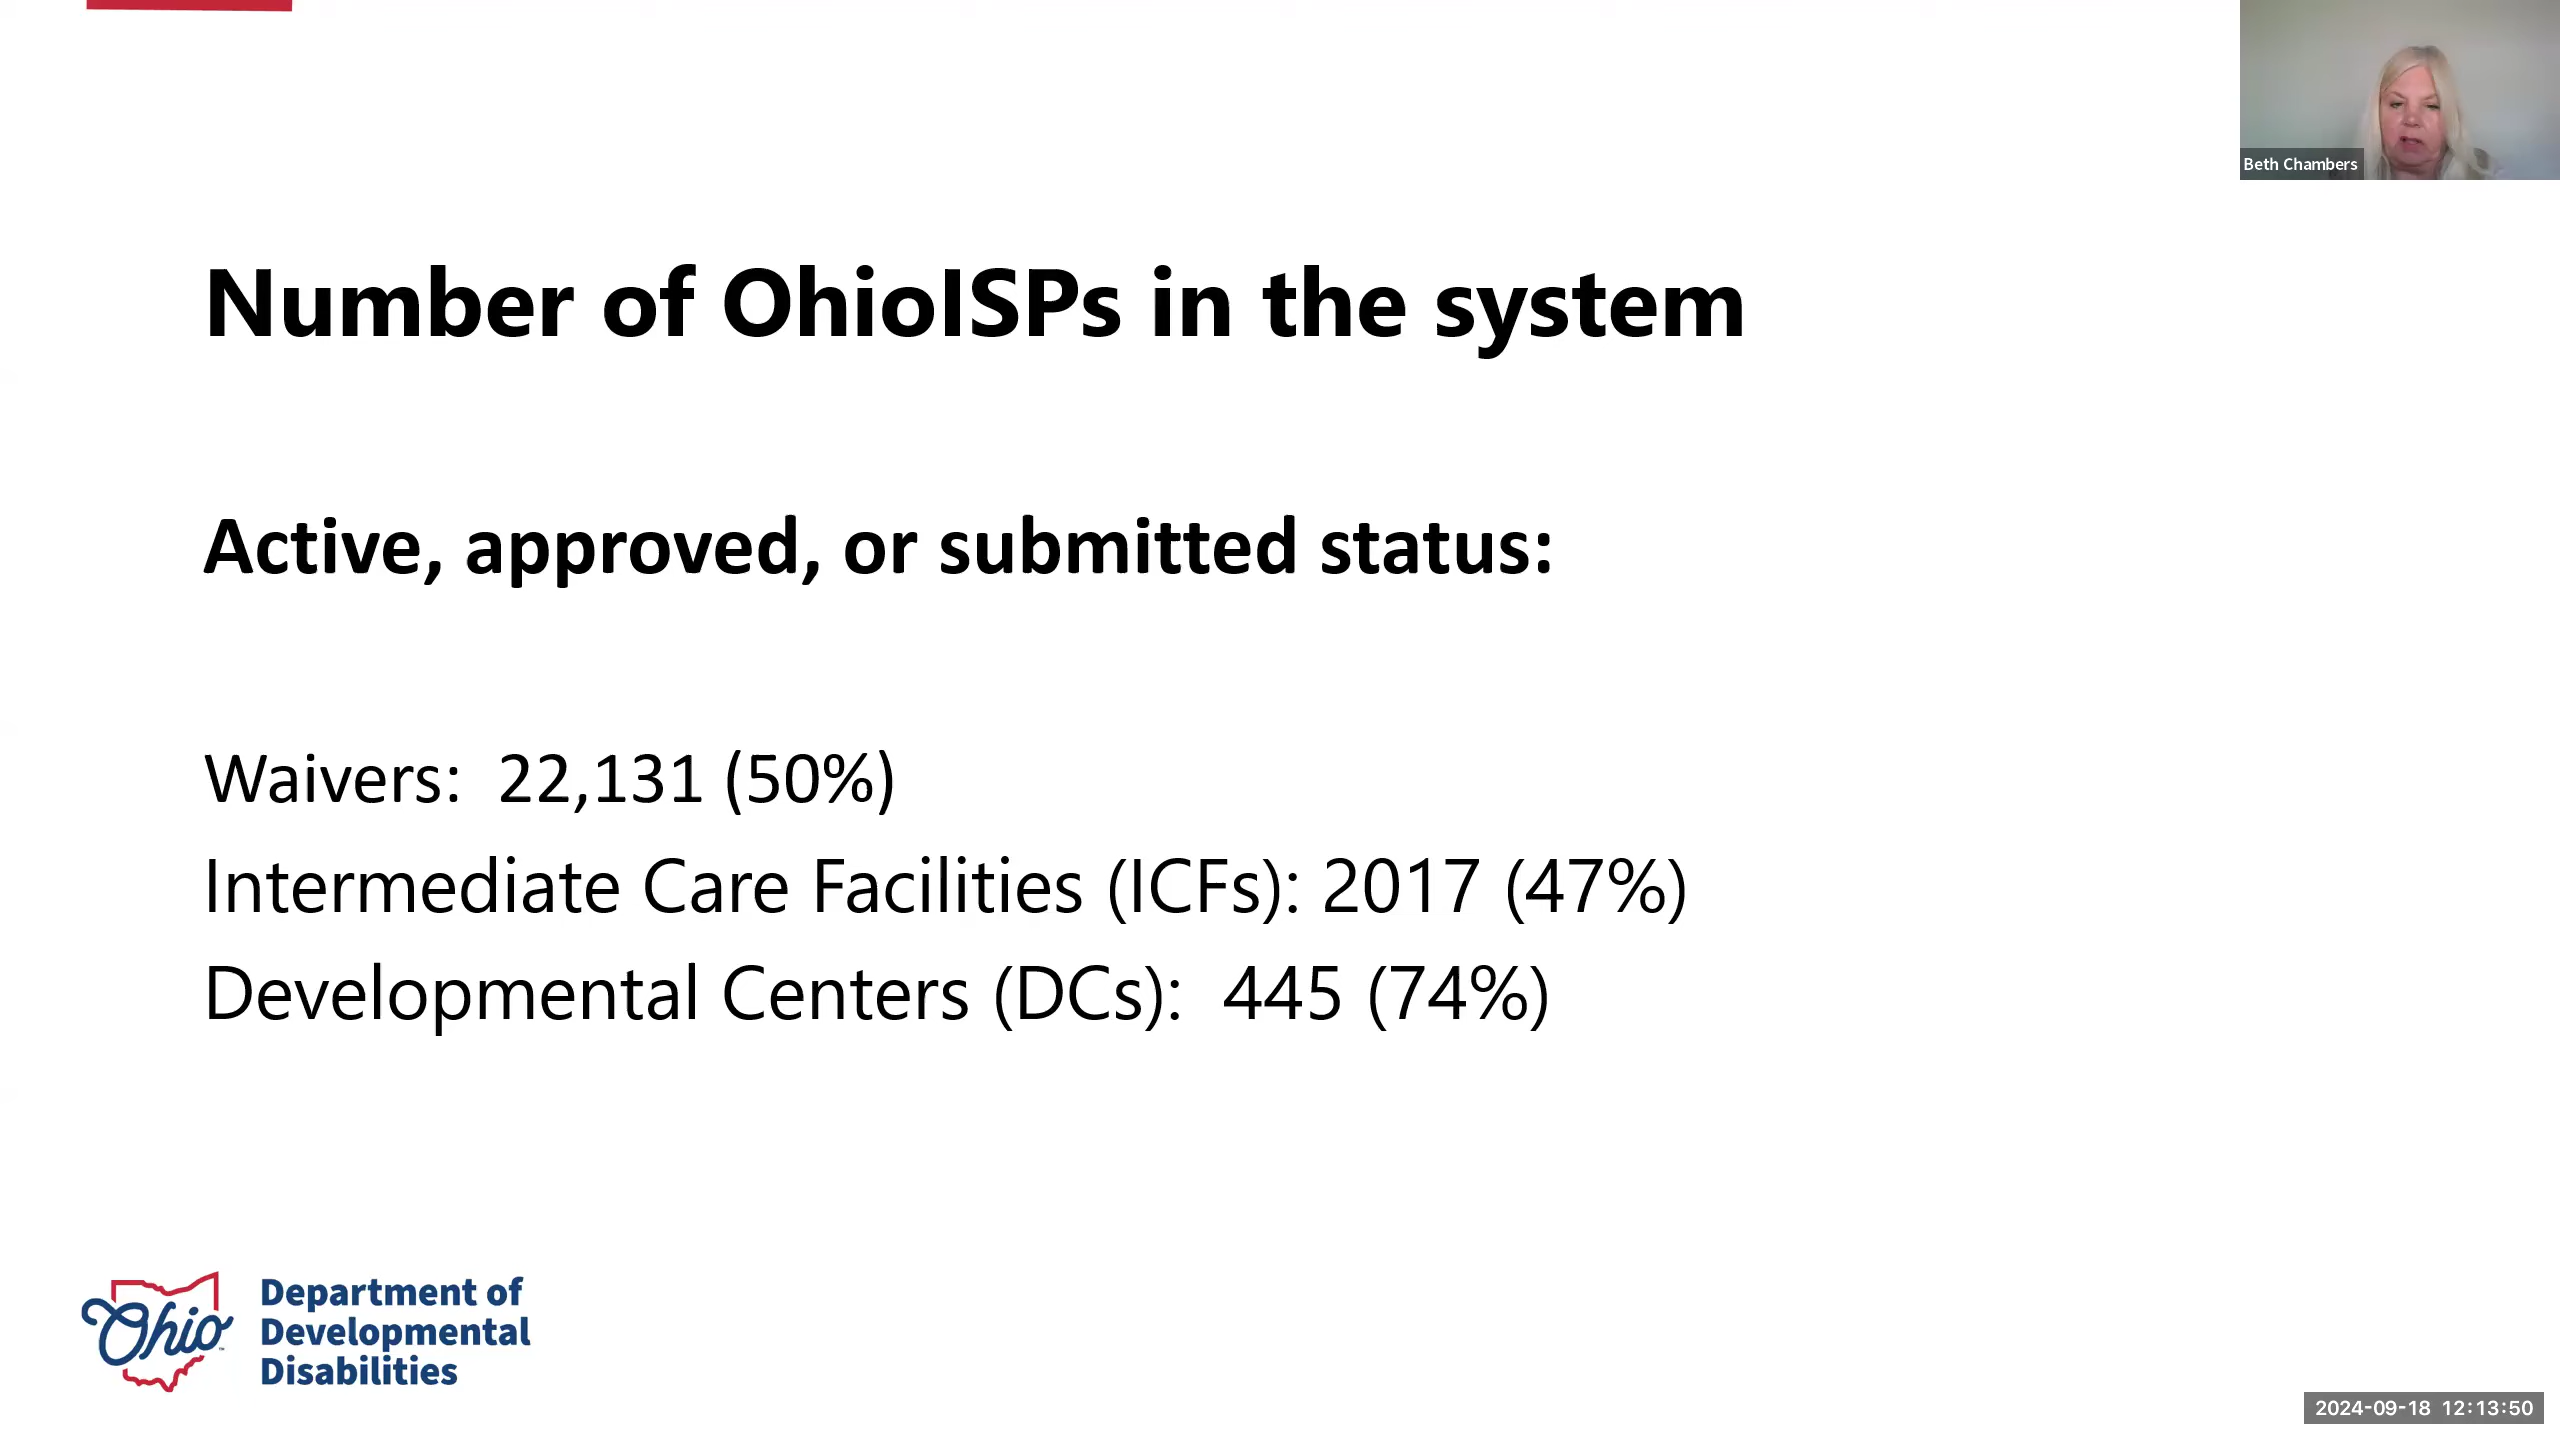 Beth Chambers
Number of OhioISPs in the system
Active, approved, or submitted status:
Waivers:  22,131 (50%)
Intermediate Care Facilities (ICFs): 2017 (47%)
Developmental Centers (DCs):  445 (74%)
Ohio
Department of
Developmental
Disabilities
2024-09-18 12:13:50